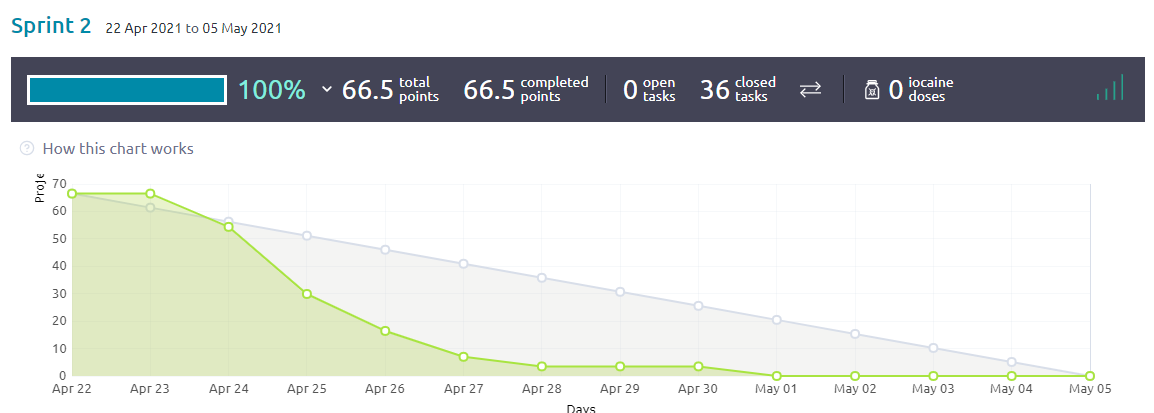 Sprint 2 22 Apr 2021 to 05 May 2021
100% 66.5 total points 66.5 completed points 0 open tasks 36 closed tasks 0 iocaine doses
? How this chart works
Proje
70
60
50
40
30
20
10
0
Apr 22 Apr 23 Apr 24 Apr 25 Apr 26 Apr 27 Apr 28 Apr 29 Apr 30 May 01 May 02 May 03 May 04 May 05
Days